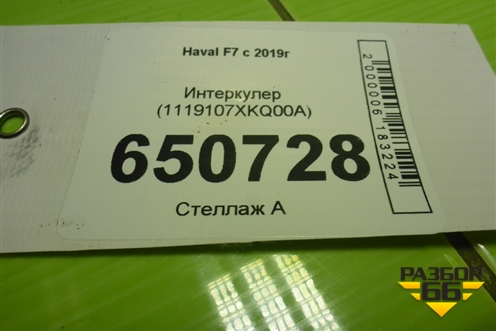 Haval F7 с 2019г
Интеркулер
(1119107XKQ00A)
650728
Стеллаж А
2000006183224
РАЗБОР
66